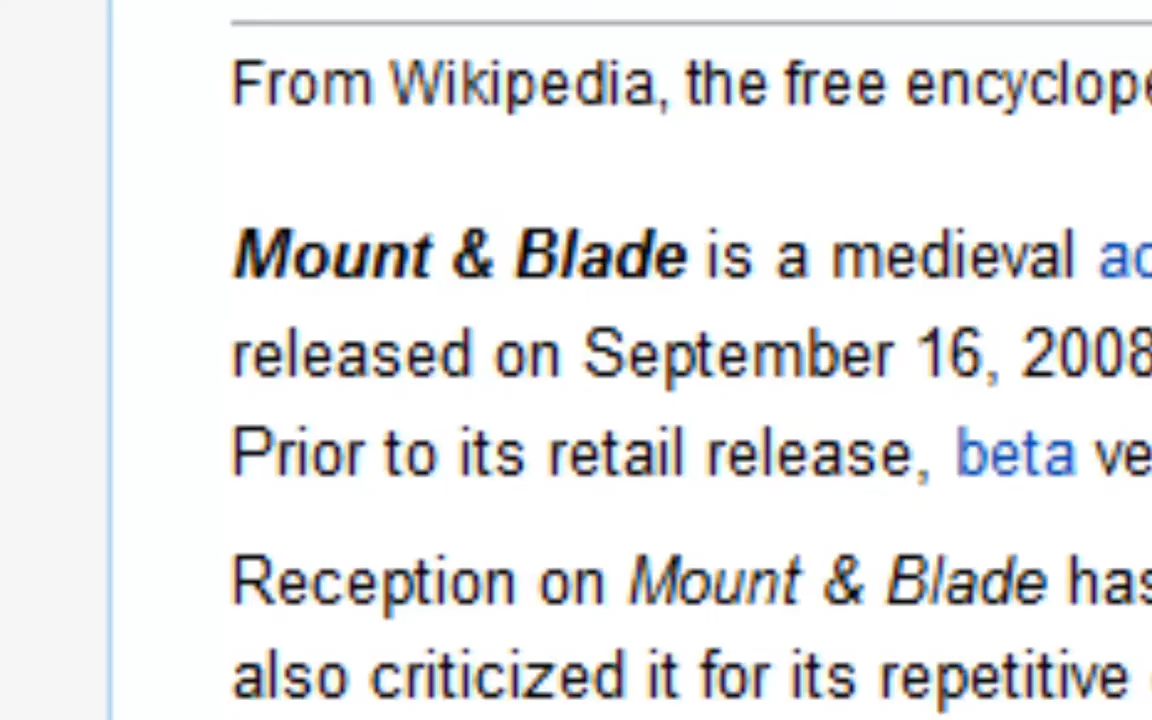 From Wikipedia, the free encyclope
Mount & Blade is a medieval ac
released on September 16, 2008
Prior to its retail release, beta ve
Reception on Mount & Blade has
also criticized it for its repetitive